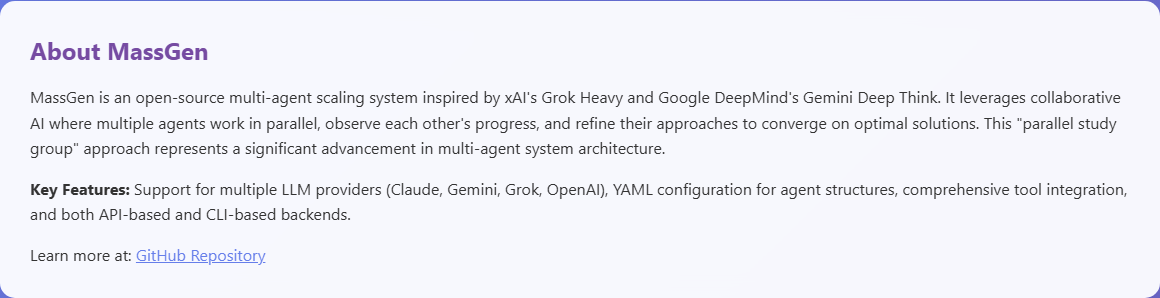 About MassGen
MassGen is an open-source multi-agent scaling system inspired by xAI's Grok Heavy and Google DeepMind's Gemini Deep Think. It leverages collaborative
AI where multiple agents work in parallel, observe each other's progress, and refine their approaches to converge on optimal solutions. This "parallel study
group" approach represents a significant advancement in multi-agent system architecture.
Key Features: Support for multiple LLM providers (Claude, Gemini, Grok, OpenAI), YAML configuration for agent structures, comprehensive tool integration,
and both API-based and CLI-based backends.
Learn more at: GitHub Repository